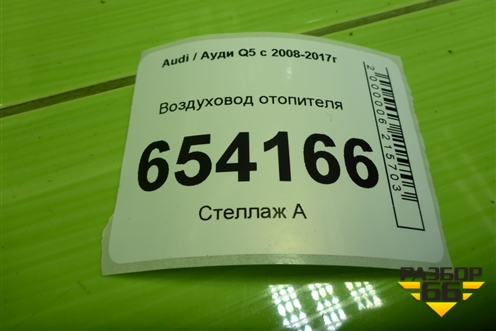 Audi / Ауди Q5 с 2008-2017г
Воздуховод отопителя
654166
Стеллаж А
2000006215703
РАЗБОР
66